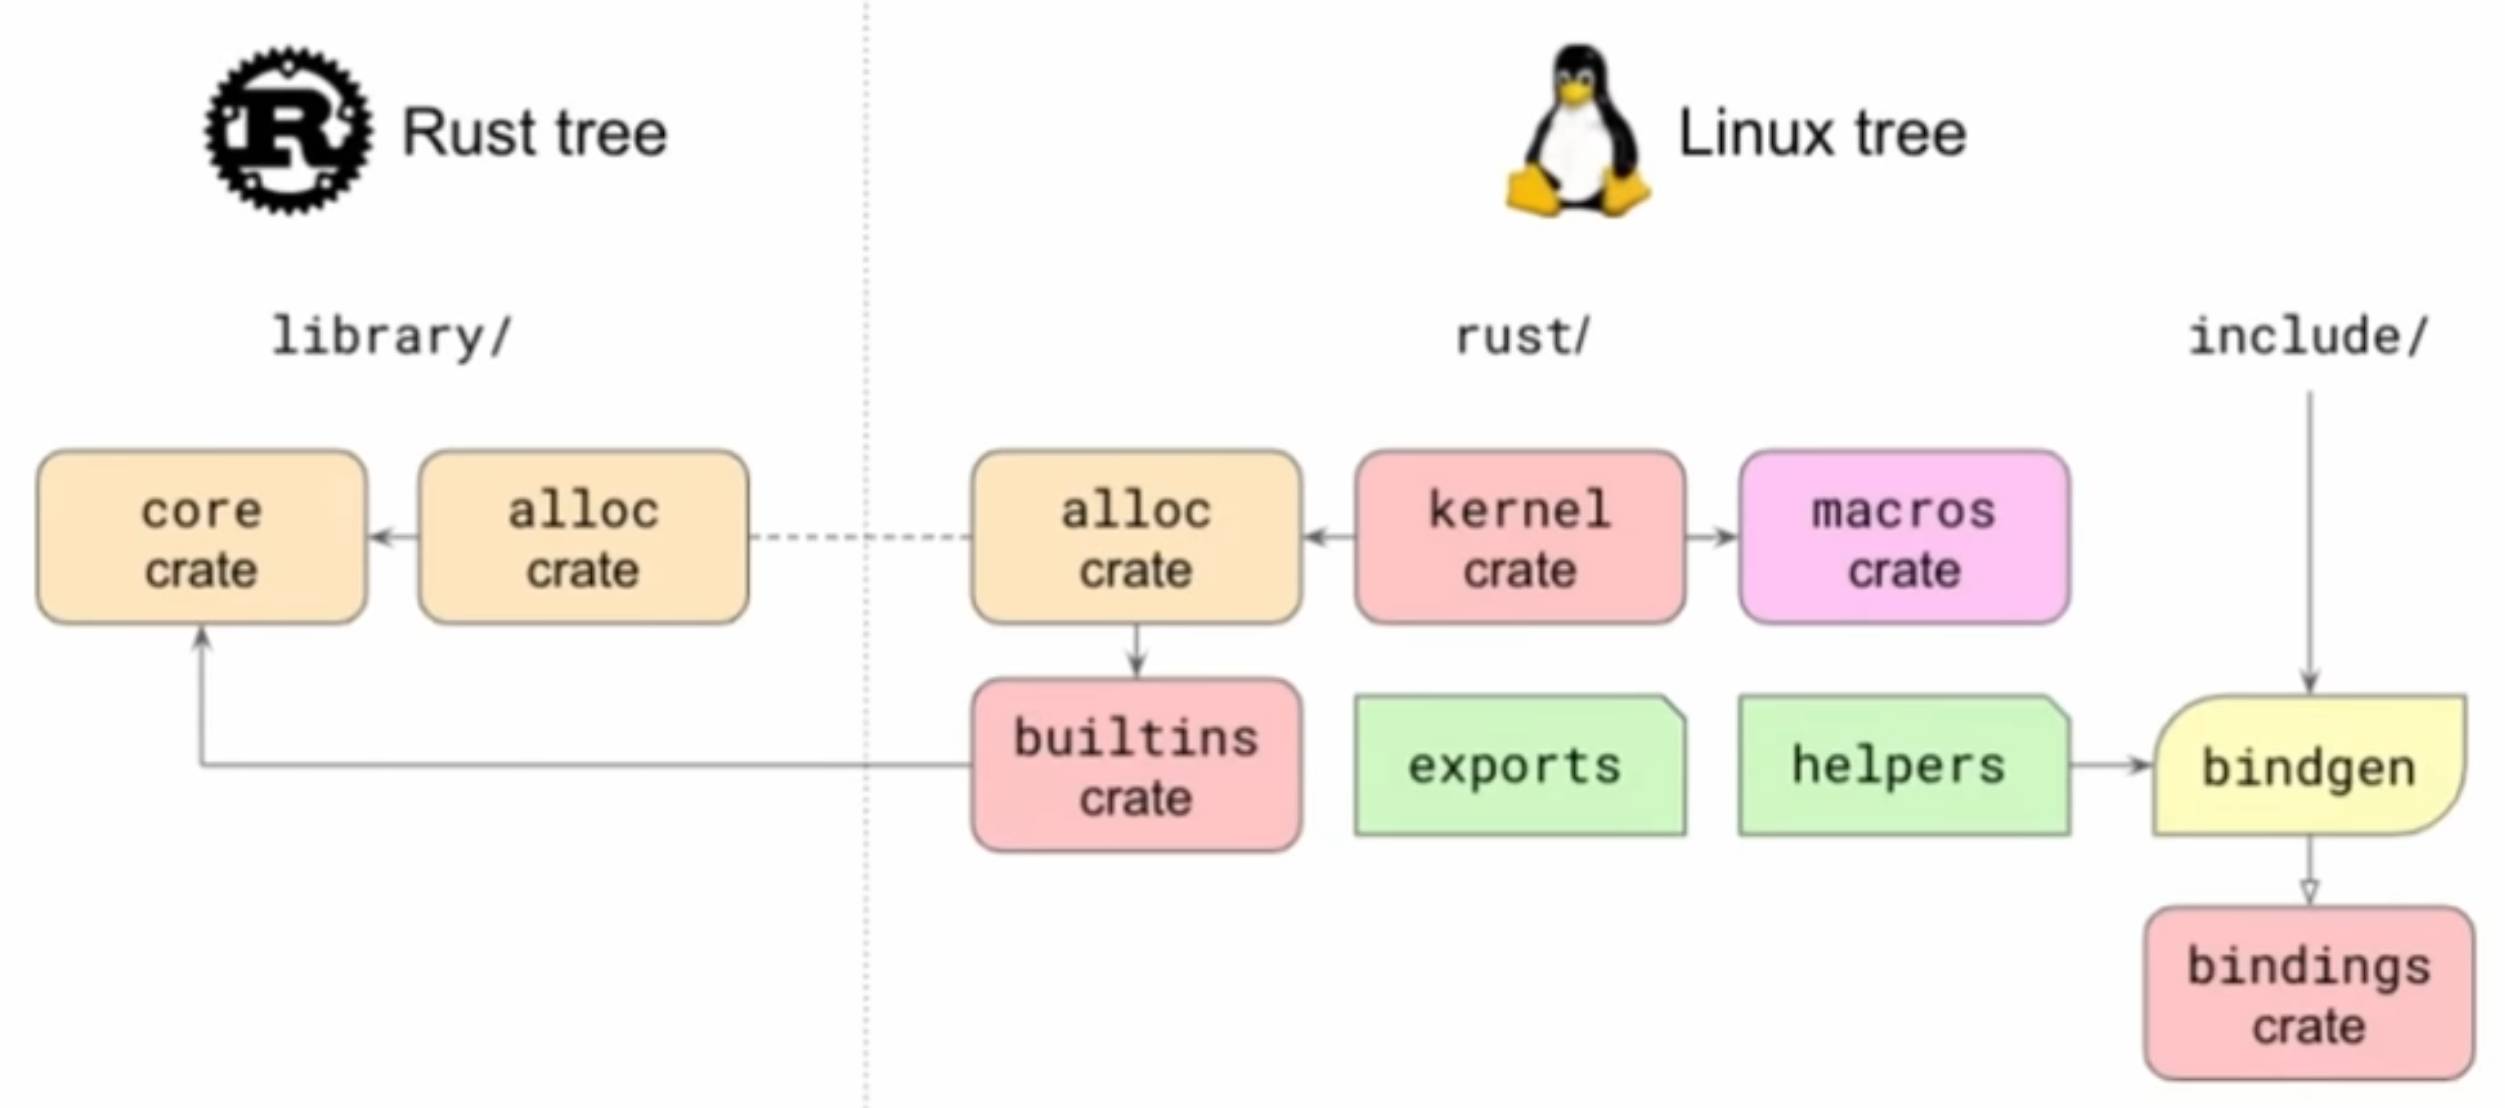 R
Rust tree
Linux tree
library/
rust/
include/
core
crate
alloc
crate
alloc
crate
kernel
crate
macros
crate
builtins
crate
exports
helpers
bindgen
bindings
crate